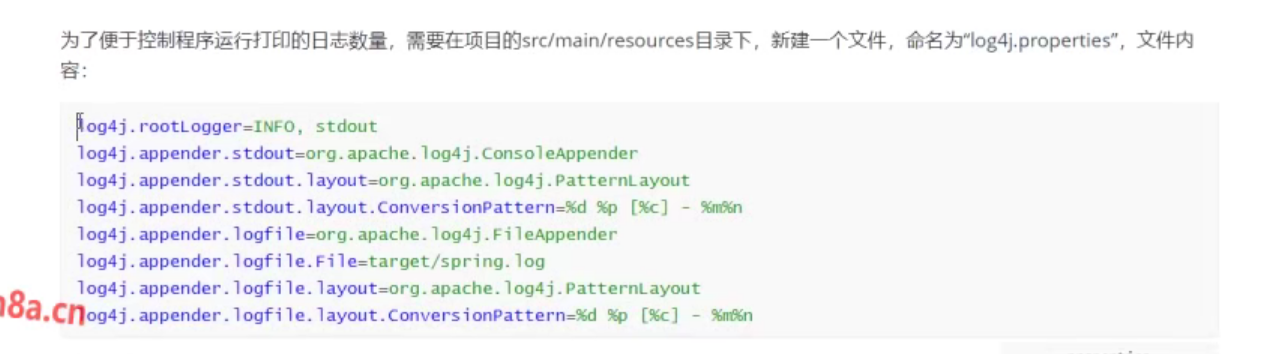 为了便于控制程序运行打印的日志数量，需要在项目的src/main/resources目录下，新建一个文件，命名为“log4j.properties”，文件内
容：
log4j.rootLogger=INFO, stdout
log4j.appender.stdout=org.apache.log4j.ConsoleAppender
log4j.appender.stdout.layout=org.apache.log4j.PatternLayout
log4j.appender.stdout.layout.ConversionPattern=%d %p [%c] - %m%n
log4j.appender.logfile=org.apache.log4j.FileAppender
log4j.appender.logfile.File=target/spring.log
log4j.appender.logfile.layout=org.apache.log4j.PatternLayout
8a.cn
log4j.appender.logfile.layout.ConversionPattern=%d %p [%c] - %m%n